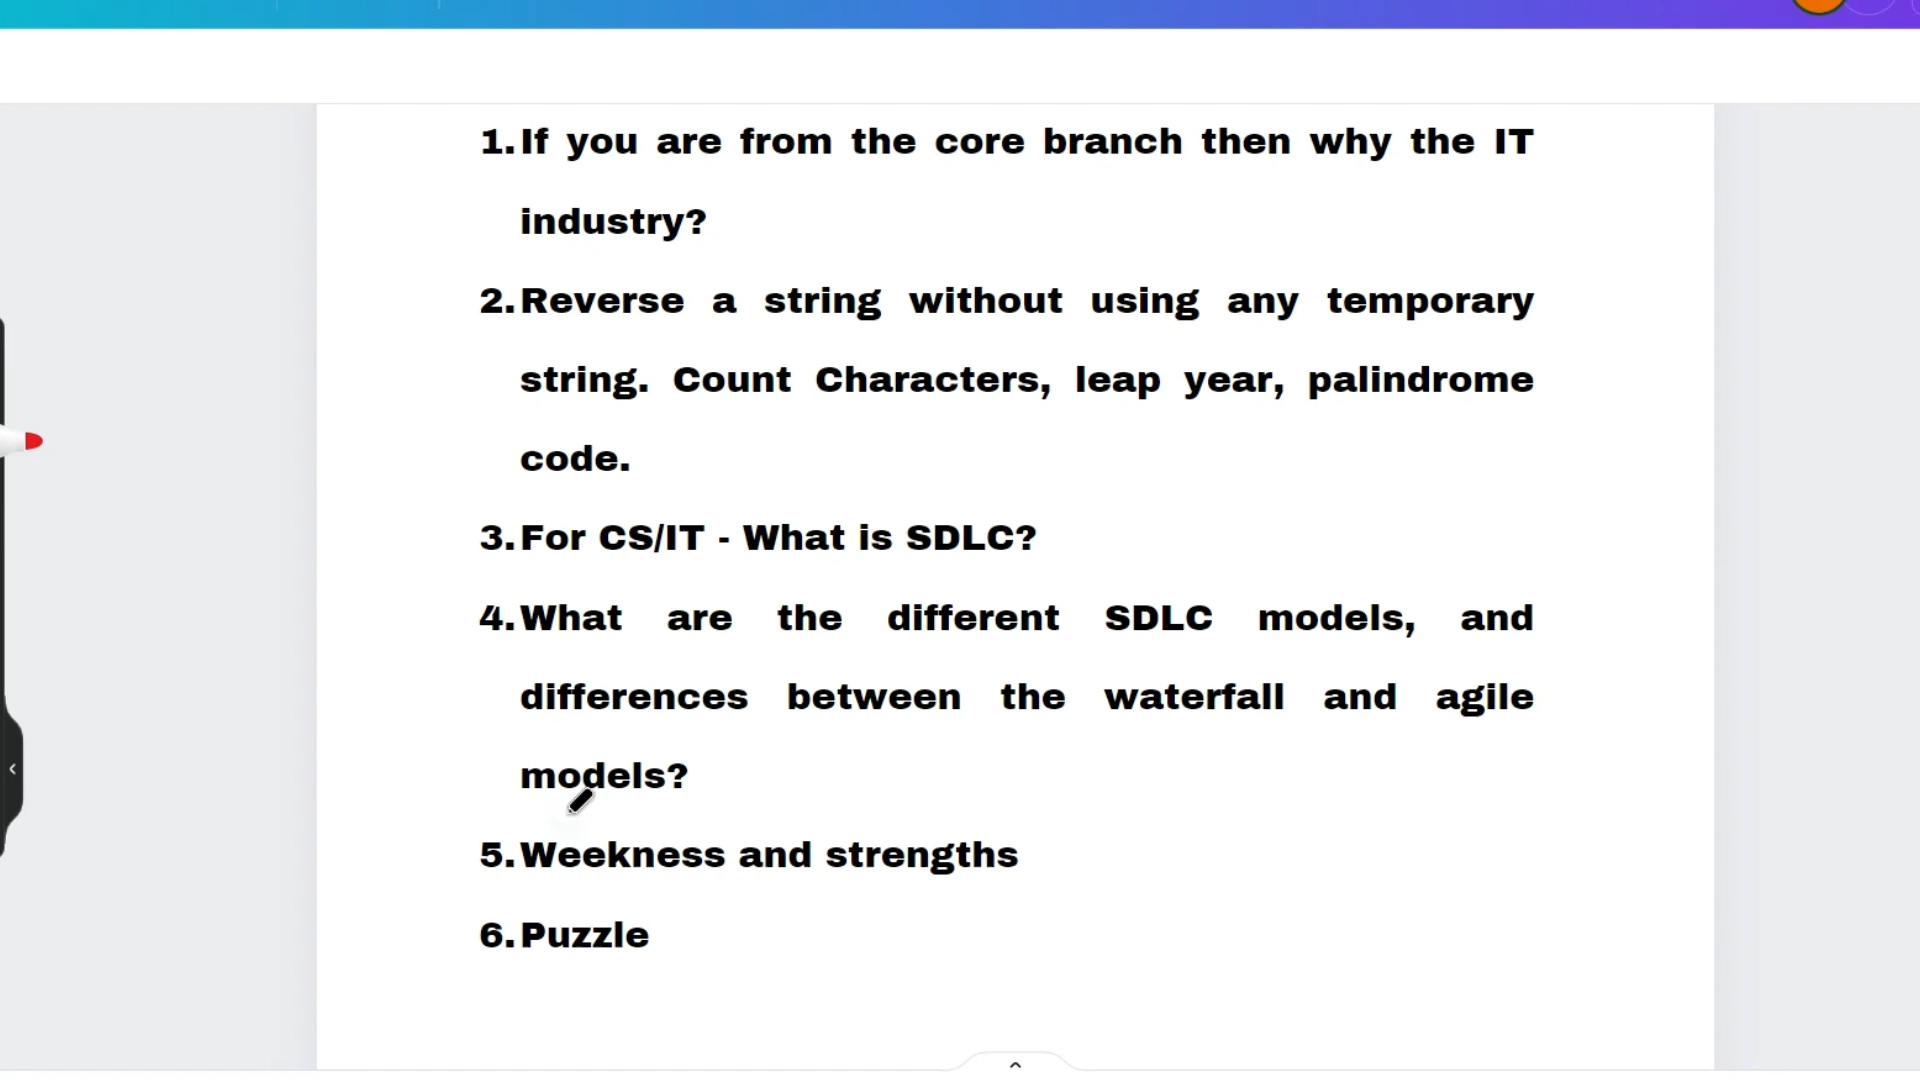 1. If you are from the core branch then why the IT
industry?
2. Reverse a string without using any temporary
string. Count Characters, leap year, palindrome
code.
3. For CS/IT - What is SDLC?
4. What are the different SDLC models, and
differences between the waterfall and agile
models?
5. Weekness and strengths
6. Puzzle